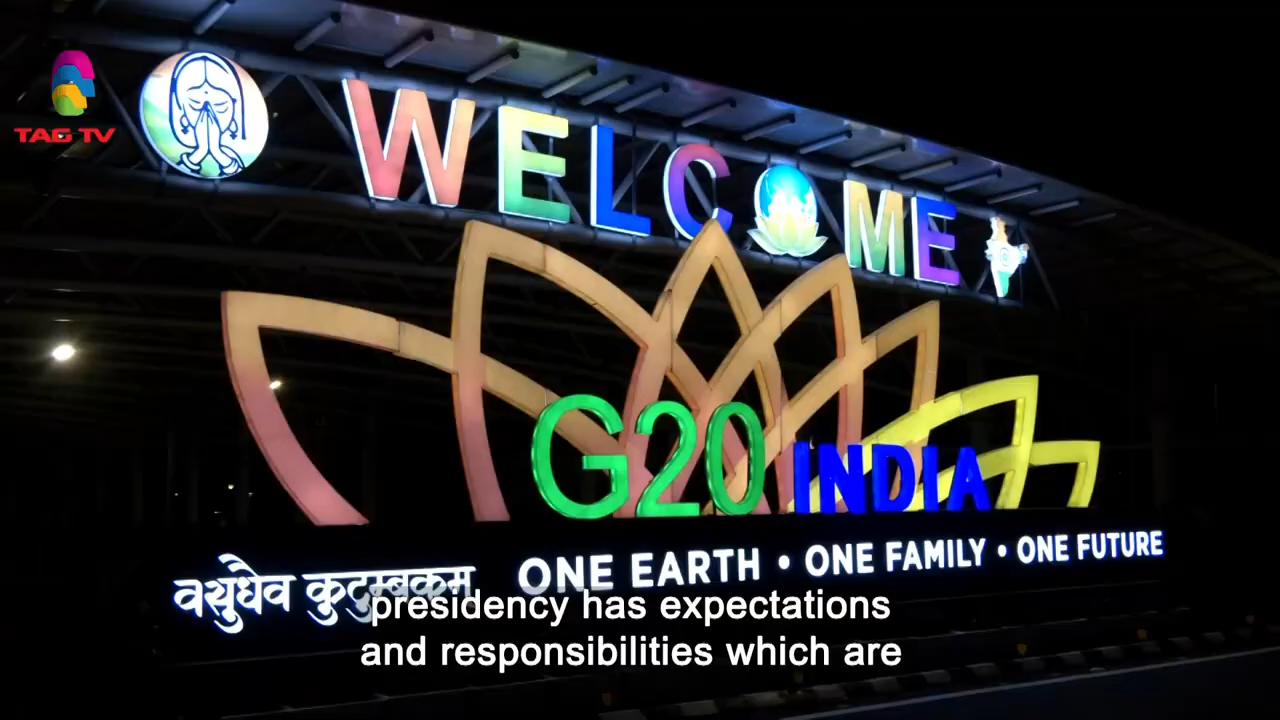 TAG TV
WELCOME
G20 INDIA
वसुधैव कुटुम्बकम ONE EARTH • ONE FAMILY • ONE FUTURE
presidency has expectations
and responsibilities which are